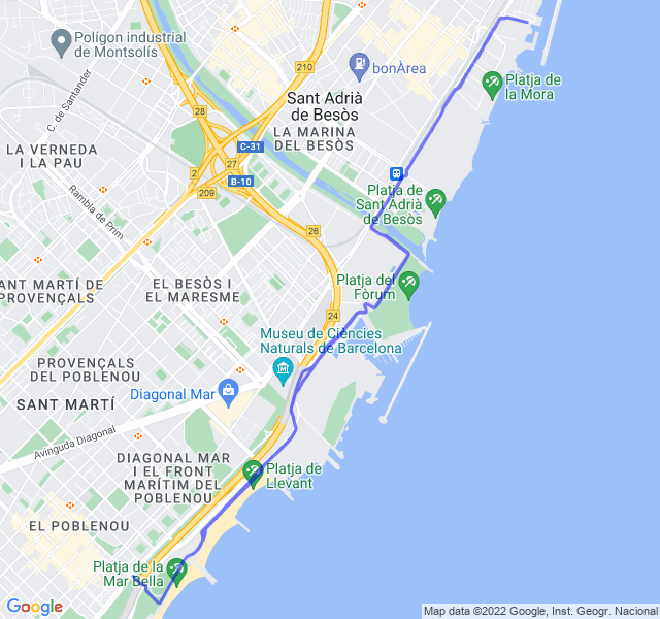 Polígon industrial
de Montsolís
C. de Santander
210
bonÀrea
Platja de
la Mora
Sant Adrià
de Besòs
LA MARINA
DEL BESÒS
28
C-31
LA VERNEDA
I LA PAU
27
2
B-10
209
Rambla de Prim
Platja de
Sant Adrià
de Besòs
26
ANT MARTÍ DE
PROVENÇALS
EL BESÒS I
EL MARESME
Platja del
Fòrum
24
Museu de Ciències
Naturals de Barcelona
PROVENÇALS
DEL POBLENOU
Diagonal Mar
SANT MARTÍ
Avinguda Diagonal
DIAGONAL MAR
I EL FRONT
MARÍTIM DEL
POBLENOU
Platja de
Llevant
EL POBLENOU
Platja de la
Mar Bella
Google
Map data ©2022 Google, Inst. Geogr. Nacional